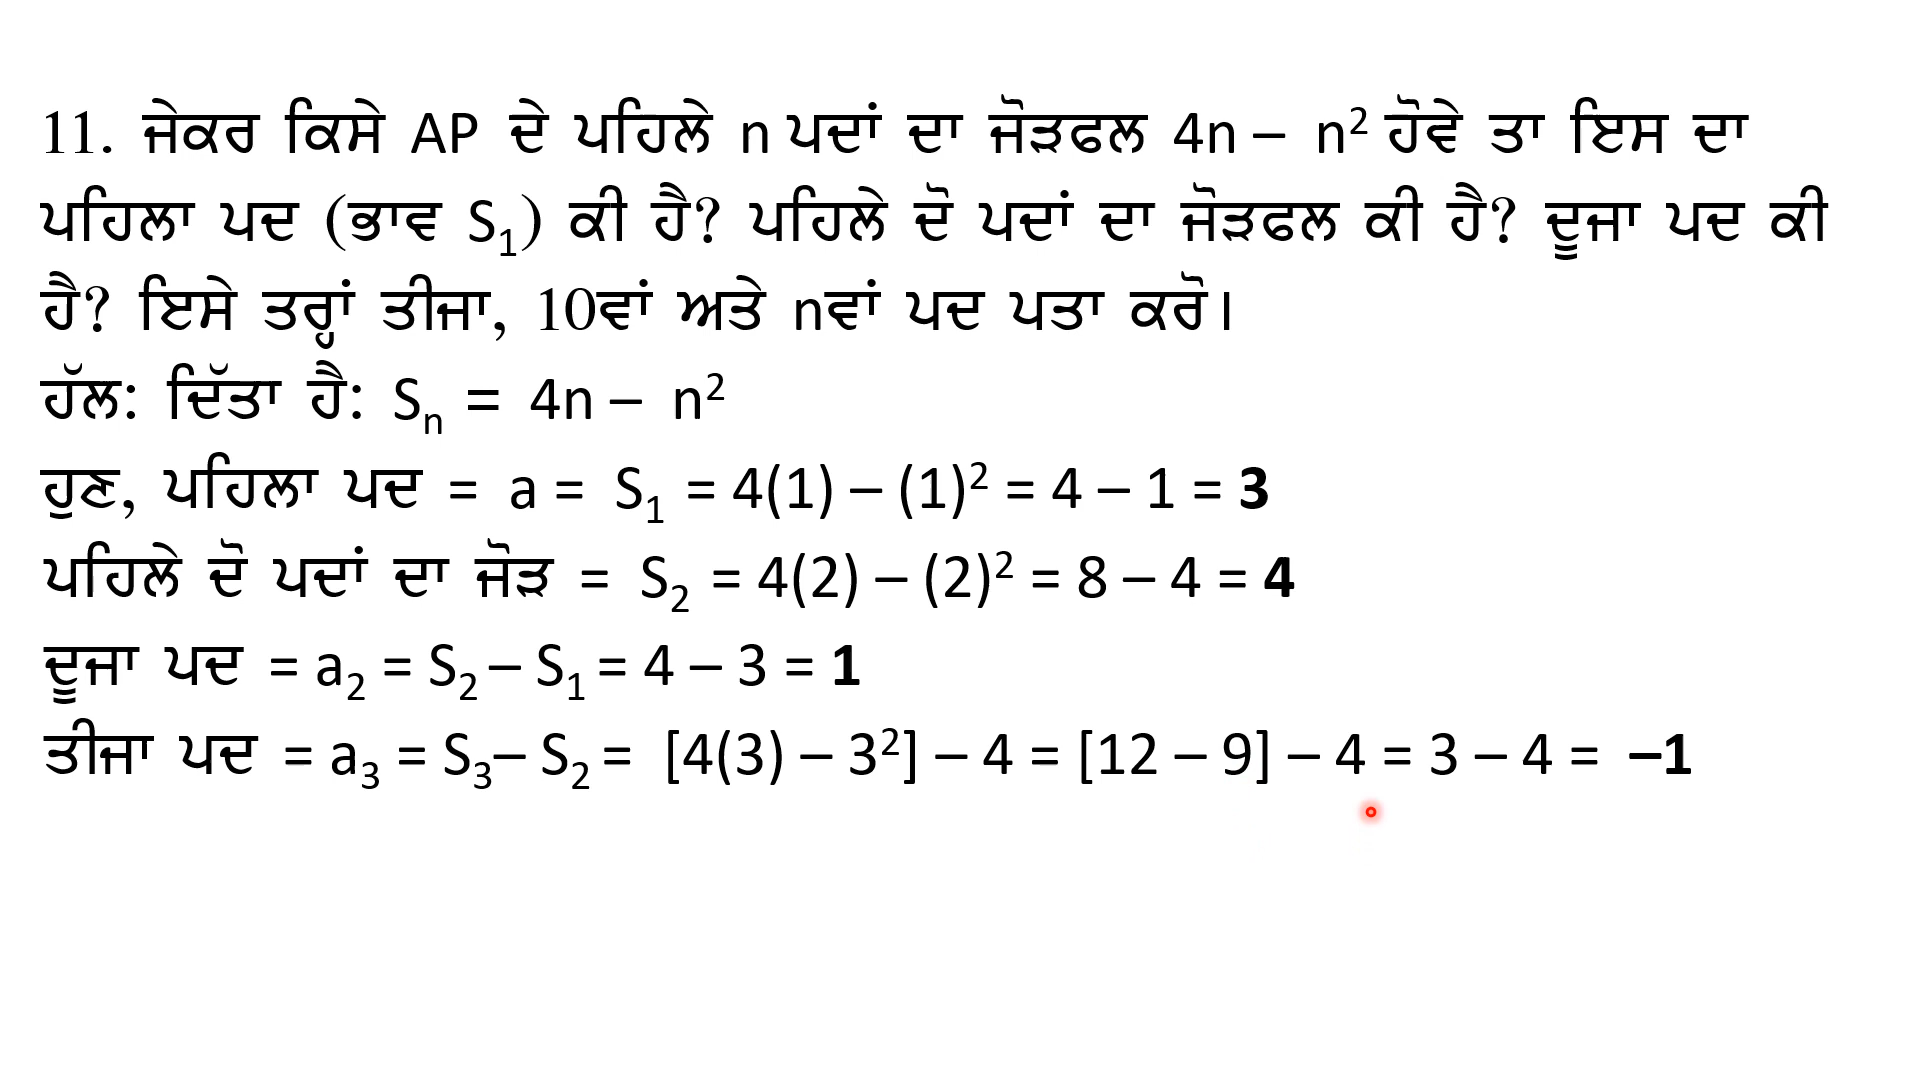 11. ਜੇਕਰ ਕਿਸੇ AP ਦੇ ਪਹਿਲੇ n ਪਦਾਂ ਦਾ ਜੋੜਫਲ 4n – n² ਹੋਵੇ ਤਾ ਇਸ ਦਾ
ਪਹਿਲਾ ਪਦ (ਭਾਵ S₁) ਕੀ ਹੈ? ਪਹਿਲੇ ਦੋ ਪਦਾਂ ਦਾ ਜੋੜਫਲ ਕੀ ਹੈ? ਦੂਜਾ ਪਦ ਕੀ
ਹੈ? ਇਸੇ ਤਰ੍ਹਾਂ ਤੀਜਾ, 10ਵਾਂ ਅਤੇ nਵਾਂ ਪਦ ਪਤਾ ਕਰੋ।
ਹੱਲ: ਦਿੱਤਾ ਹੈ: Sₙ = 4n – n²
ਹੁਣ, ਪਹਿਲਾ ਪਦ = a = S₁ = 4(1) – (1)² = 4 – 1 = 3
ਪਹਿਲੇ ਦੋ ਪਦਾਂ ਦਾ ਜੋੜ = S₂ = 4(2) – (2)² = 8 – 4 = 4
ਦੂਜਾ ਪਦ = a₂ = S₂ – S₁ = 4 – 3 = 1
ਤੀਜਾ ਪਦ = a₃ = S₃– S₂ = [4(3) – 3²] – 4 = [12 – 9] – 4 = 3 – 4 = –1